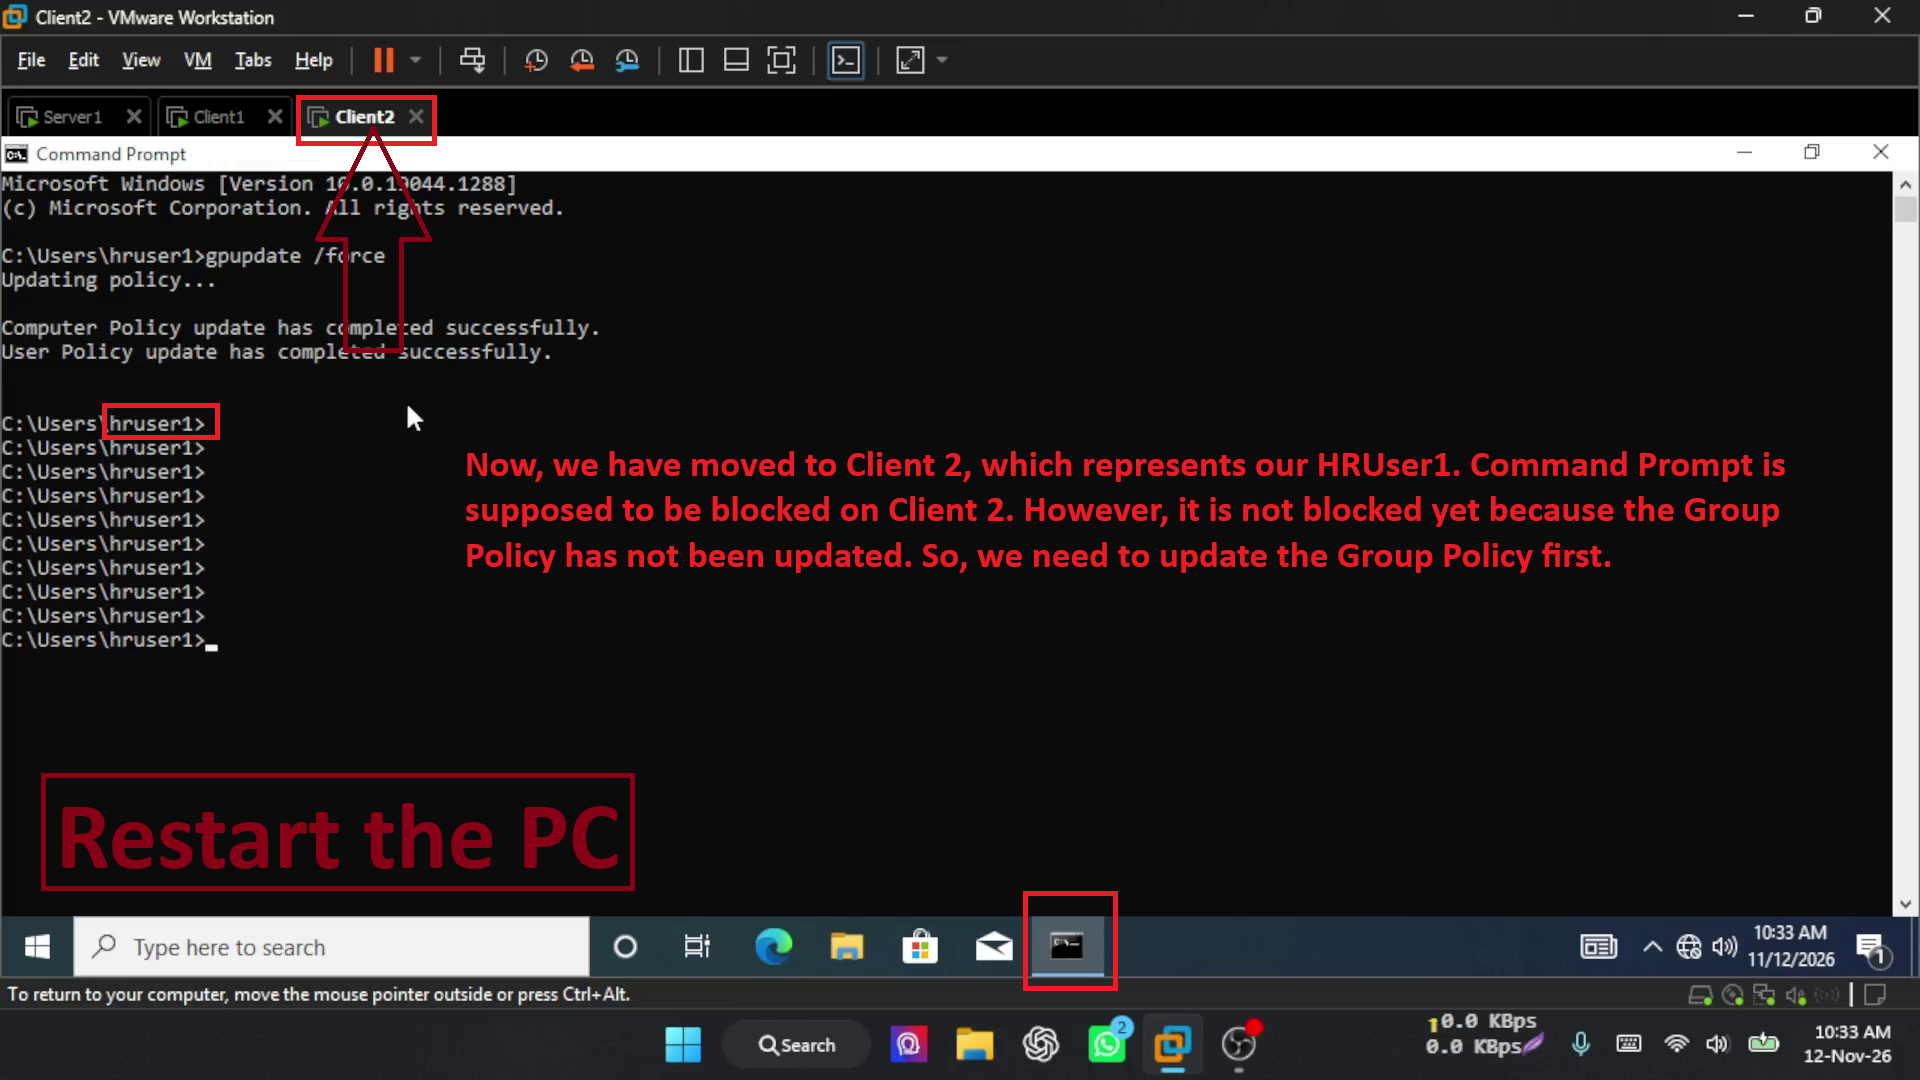 Client2 - VMware Workstation
File Edit View VM Tabs Help
Server1 Client1 Client2
Command Prompt
Microsoft Windows [Version 10.0.19044.1288]
(c) Microsoft Corporation. All rights reserved.
C:\Users\hruser1>gpupdate /force
Updating policy...
Computer Policy update has completed successfully.
User Policy update has completed successfully.
C:\Users\hruser1>
C:\Users\hruser1>
C:\Users\hruser1>
C:\Users\hruser1>
C:\Users\hruser1>
C:\Users\hruser1>
C:\Users\hruser1>
C:\Users\hruser1>
C:\Users\hruser1>
C:\Users\hruser1>
Now, we have moved to Client 2, which represents our HRUser1. Command Prompt is
supposed to be blocked on Client 2. However, it is not blocked yet because the Group
Policy has not been updated. So, we need to update the Group Policy first.
Restart the PC
Type here to search
10:33 AM
11/12/2026
1
To return to your computer, move the mouse pointer outside or press Ctrl+Alt.
Search
2
0.0 KBps
0.0 KBps
10:33 AM
12-Nov-26